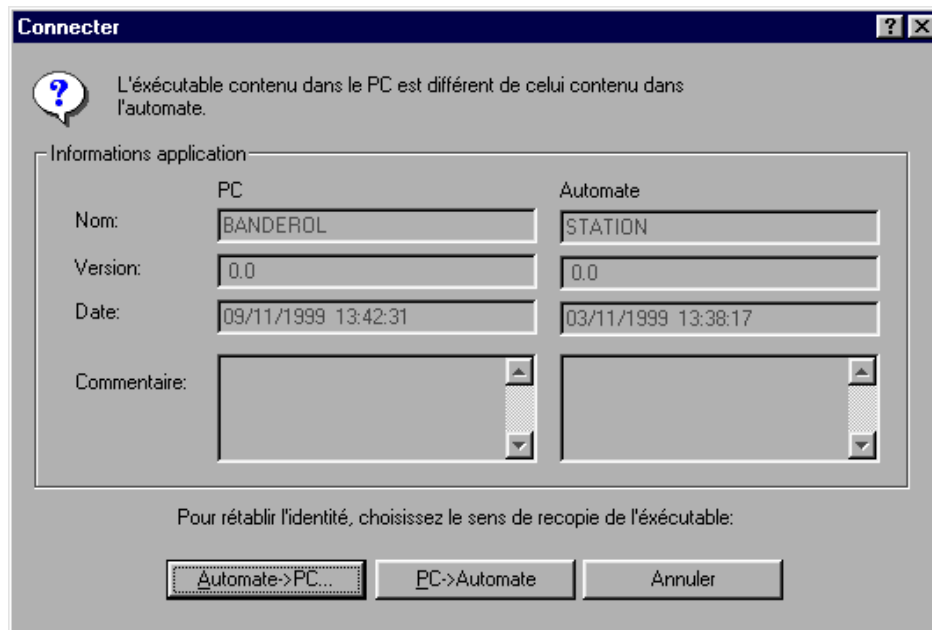 Connecter
L'éxécutable contenu dans le PC est différent de celui contenu dans
l'automate.
Informations application
PC Automate
Nom: BANDEROL STATION
Version: 0.0 0.0
Date: 09/11/1999 13:42:31 03/11/1999 13:38:17
Commentaire:
Pour rétablir l'identité, choisissez le sens de recopie de l'éxécutable:
Automate->PC... PC->Automate Annuler